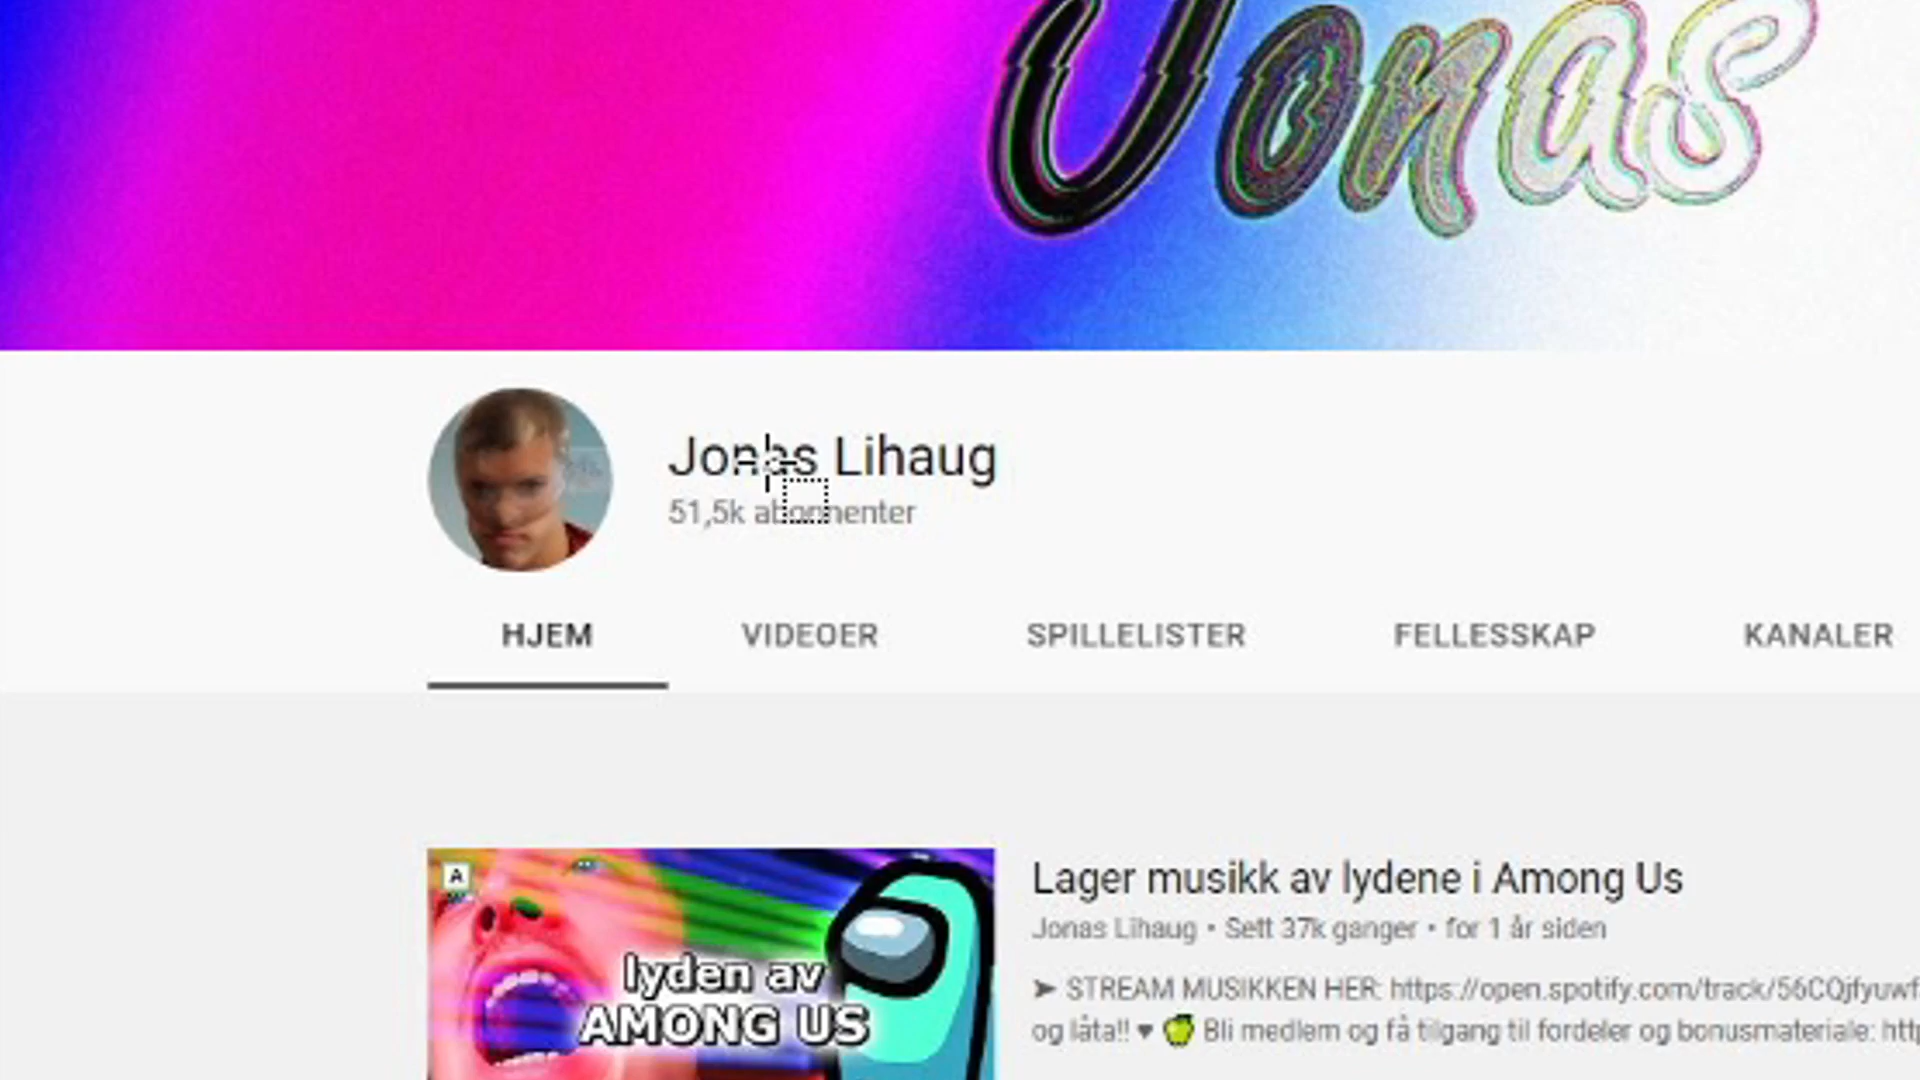 Jonas
Jonas Lihaug
51,5k abonnenter
HJEM VIDEOER SPILLELISTER FELLESSKAP KANALER
A
lyden av
AMONG US
Lager musikk av lydene i Among Us
Jonas Lihaug • Sett 37k ganger • for 1 år siden
➤ STREAM MUSIKKEN HER: https://open.spotify.com/track/56CQjfyuwf
og låta!! ♥ 🍏 Bli medlem og få tilgang til fordeler og bonusmateriale: http